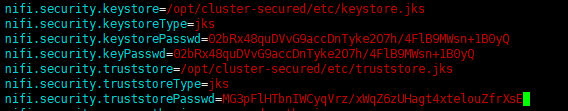 nifi.security.keystore=/opt/cluster-secured/etc/keystore.jks
nifi.security.keystoreType=jks
nifi.security.keystorePasswd=02bRx48quDVvG9accDnTyke2O7h/4FlB9MWsn+1B0yQ
nifi.security.keyPasswd=02bRx48quDVvG9accDnTyke2O7h/4FlB9MWsn+1B0yQ
nifi.security.truststore=/opt/cluster-secured/etc/truststore.jks
nifi.security.truststoreType=jks
nifi.security.truststorePasswd=MG3pFlHTbnIWCyqVrz/xWqZ6zUHagt4xtelouZfrXsE